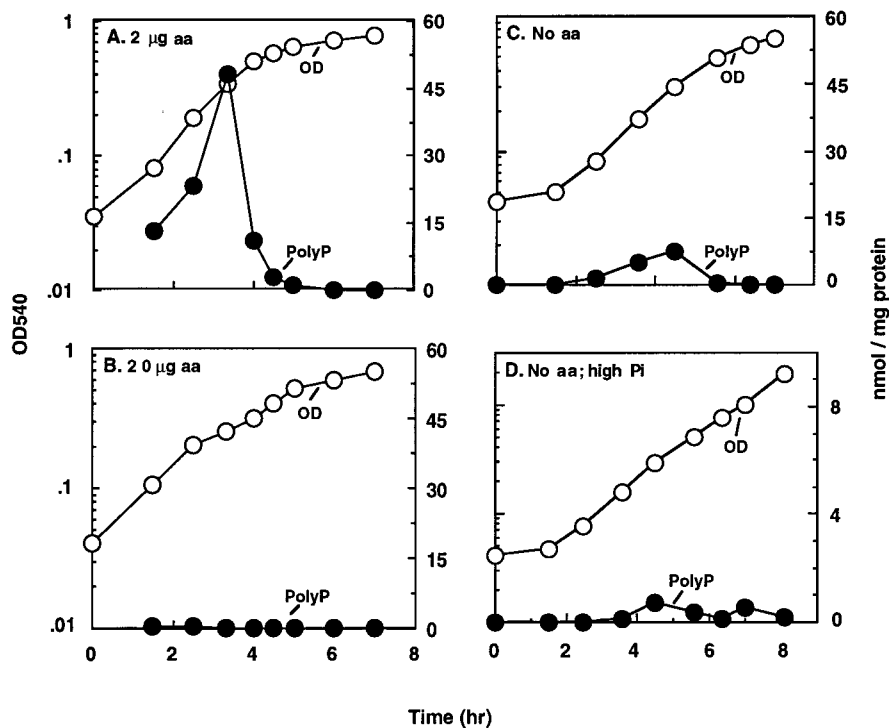 A. 2 µg aa
OD
PolyP
1
.1
.01
60
45
30
15
0
C. No aa
OD
PolyP
60
45
30
15
0
B. 20 µg aa
OD
PolyP
1
.1
.01
60
45
30
15
0
0 2 4 6 8
D. No aa; high Pi
OD
PolyP
8
4
0
0 2 4 6 8
OD540
nmol / mg protein
Time (hr)